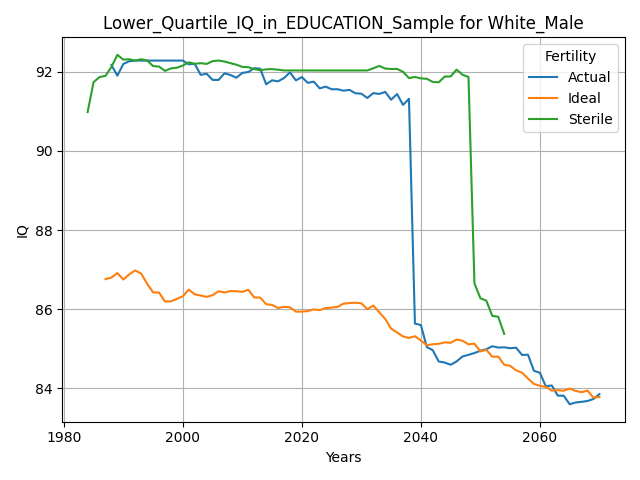 Lower_Quartile_IQ_in_EDUCATION_Sample for White_Male
Fertility
Actual
Ideal
Sterile
IQ
92
90
88
86
84
1980
2000
2020
2040
2060
Years